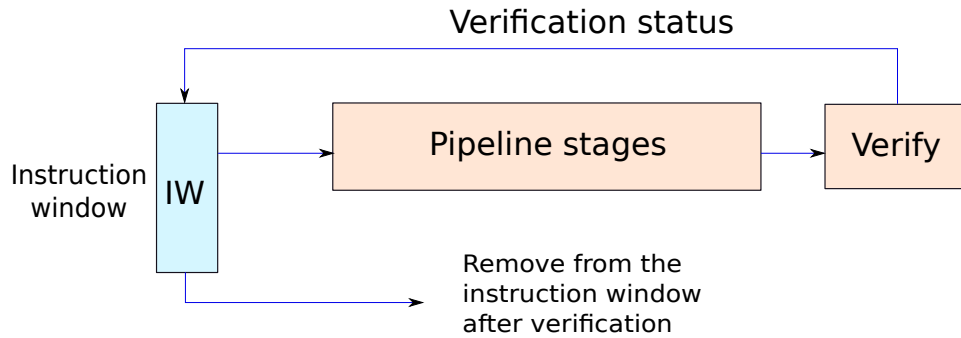 Verification status
Pipeline stages
Verify
Instruction
window
IW
Remove from the
instruction window
after verification